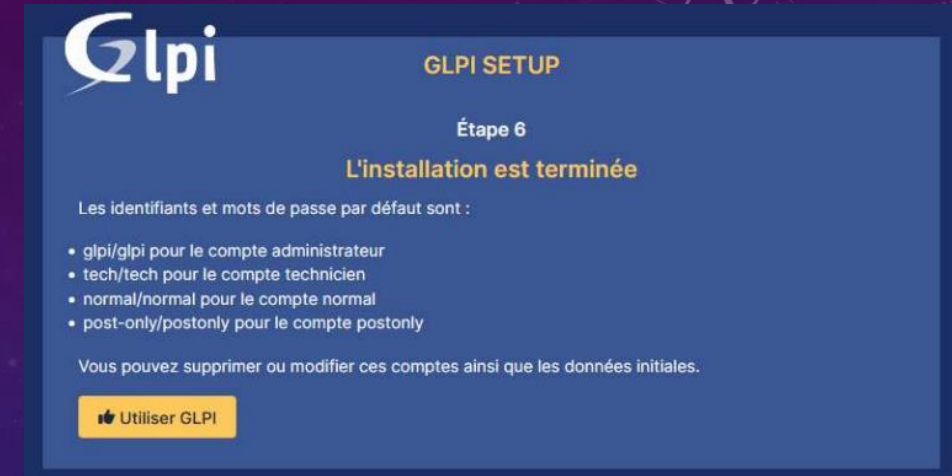 Glpi
GLPI SETUP
Étape 6
L'installation est terminée
Les identifiants et mots de passe par défaut sont :
• glpi/glpi pour le compte administrateur
• tech/tech pour le compte technicien
• normal/normal pour le compte normal
• post-only/postonly pour le compte postonly
Vous pouvez supprimer ou modifier ces comptes ainsi que les données initiales.
Utiliser GLPI